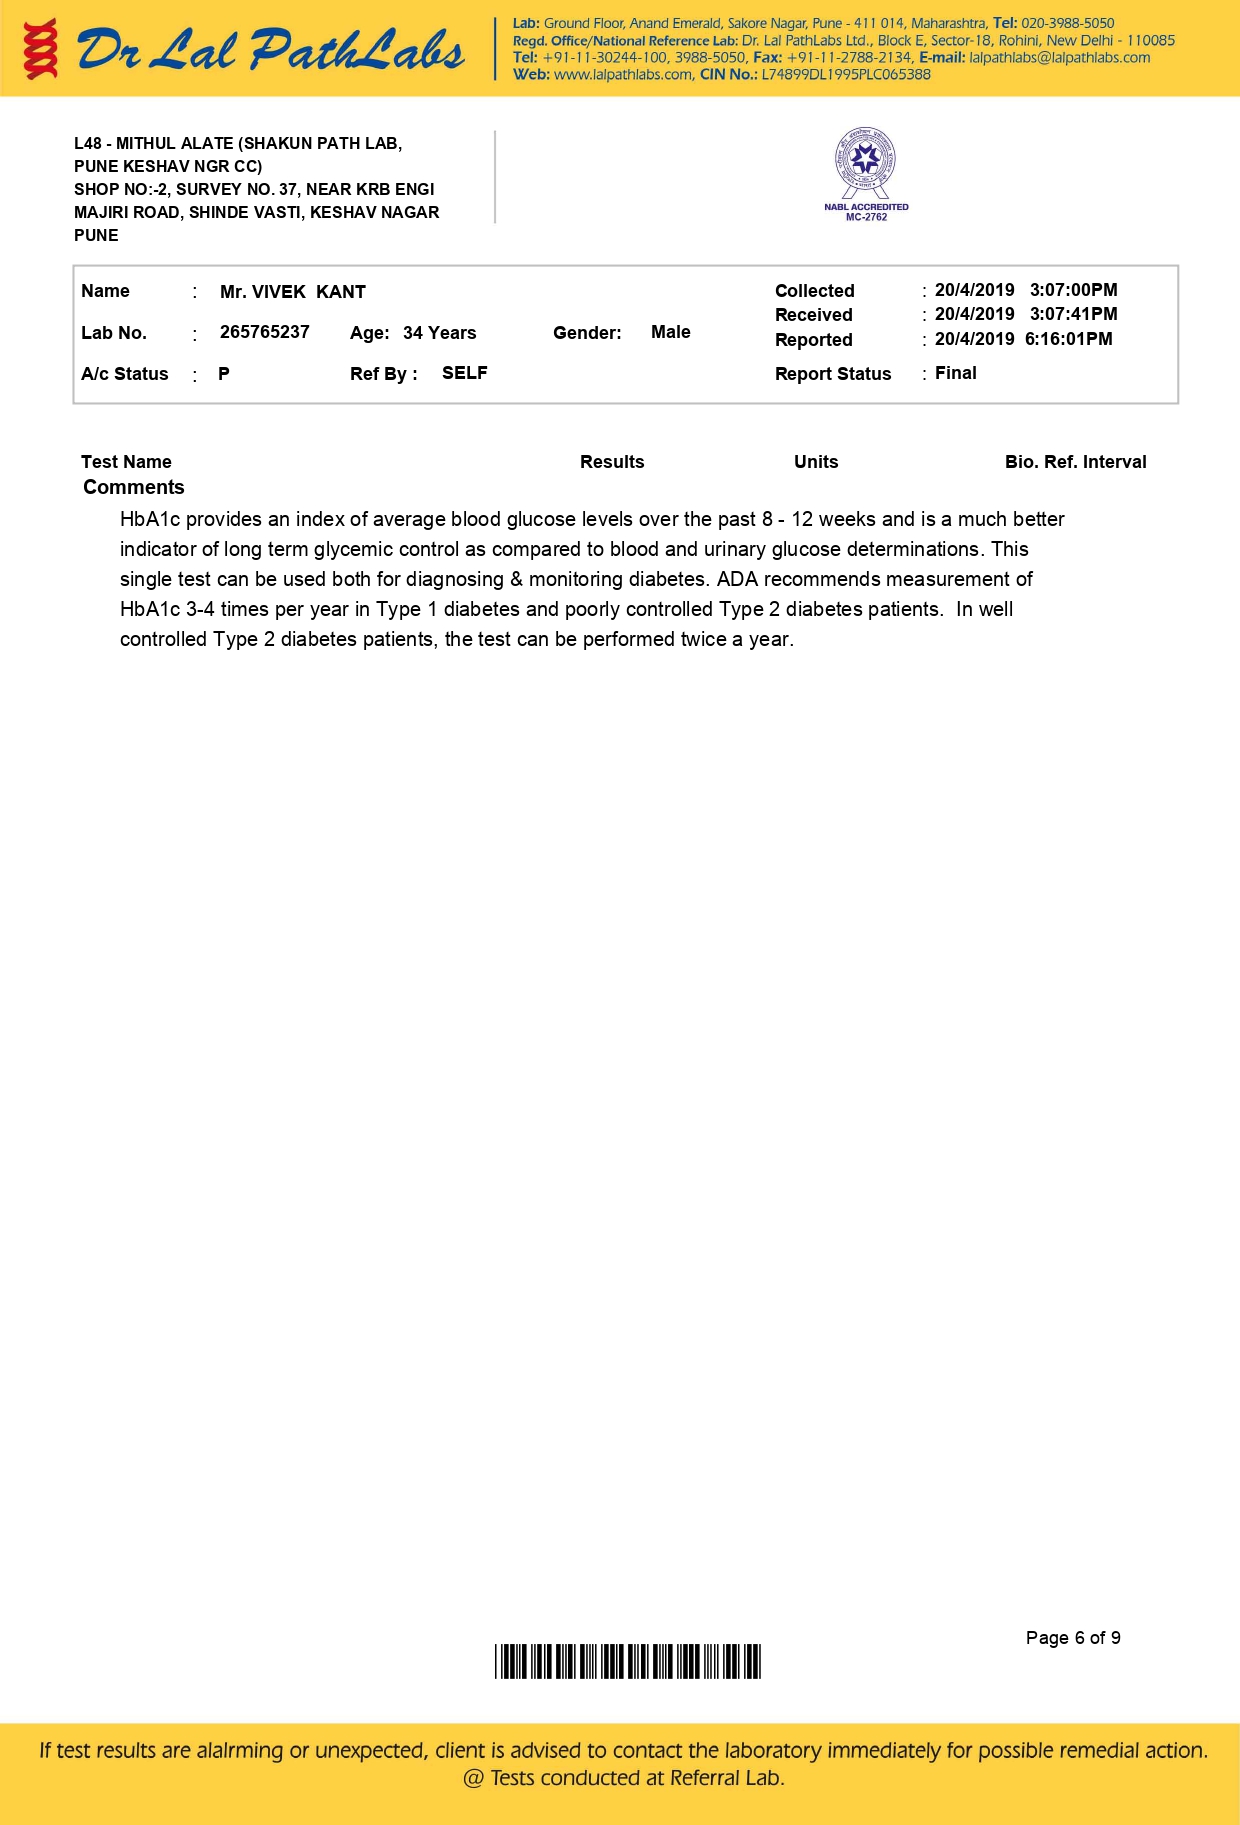 Dr Lal PathLabs
Lab: Ground Floor, Anand Emerald, Sakore Nagar, Pune - 411 014, Maharashtra, Tel: 020-3988-5050
Regd. Office/National Reference Lab: Dr. Lal PathLabs Ltd., Block E, Sector-18, Rohini, New Delhi - 110085
Tel: +91-11-30244-100, 3988-5050, Fax: +91-11-2788-2134, E-mail: lalpathlabs@lalpathlabs.com
Web: www.lalpathlabs.com, CIN No.: L74899DL1995PLC065388
L48 - MITHUL ALATE (SHAKUN PATH LAB,
PUNE KESHAV NGR CC)
SHOP NO:-2, SURVEY NO. 37, NEAR KRB ENGI
MAJIRI ROAD, SHINDE VASTI, KESHAV NAGAR
PUNE
NABL ACCREDITED
MC-2762
Name : Mr. VIVEK KANT
Lab No. : 265765237 Age: 34 Years Gender: Male
A/c Status : P Ref By : SELF
Collected : 20/4/2019 3:07:00PM
Received : 20/4/2019 3:07:41PM
Reported : 20/4/2019 6:16:01PM
Report Status : Final
Test Name Results Units Bio. Ref. Interval
Comments
HbA1c provides an index of average blood glucose levels over the past 8 - 12 weeks and is a much better
indicator of long term glycemic control as compared to blood and urinary glucose determinations. This
single test can be used both for diagnosing & monitoring diabetes. ADA recommends measurement of
HbA1c 3-4 times per year in Type 1 diabetes and poorly controlled Type 2 diabetes patients. In well
controlled Type 2 diabetes patients, the test can be performed twice a year.
Page 6 of 9
If test results are alalrming or unexpected, client is advised to contact the laboratory immediately for possible remedial action.
@ Tests conducted at Referral Lab.